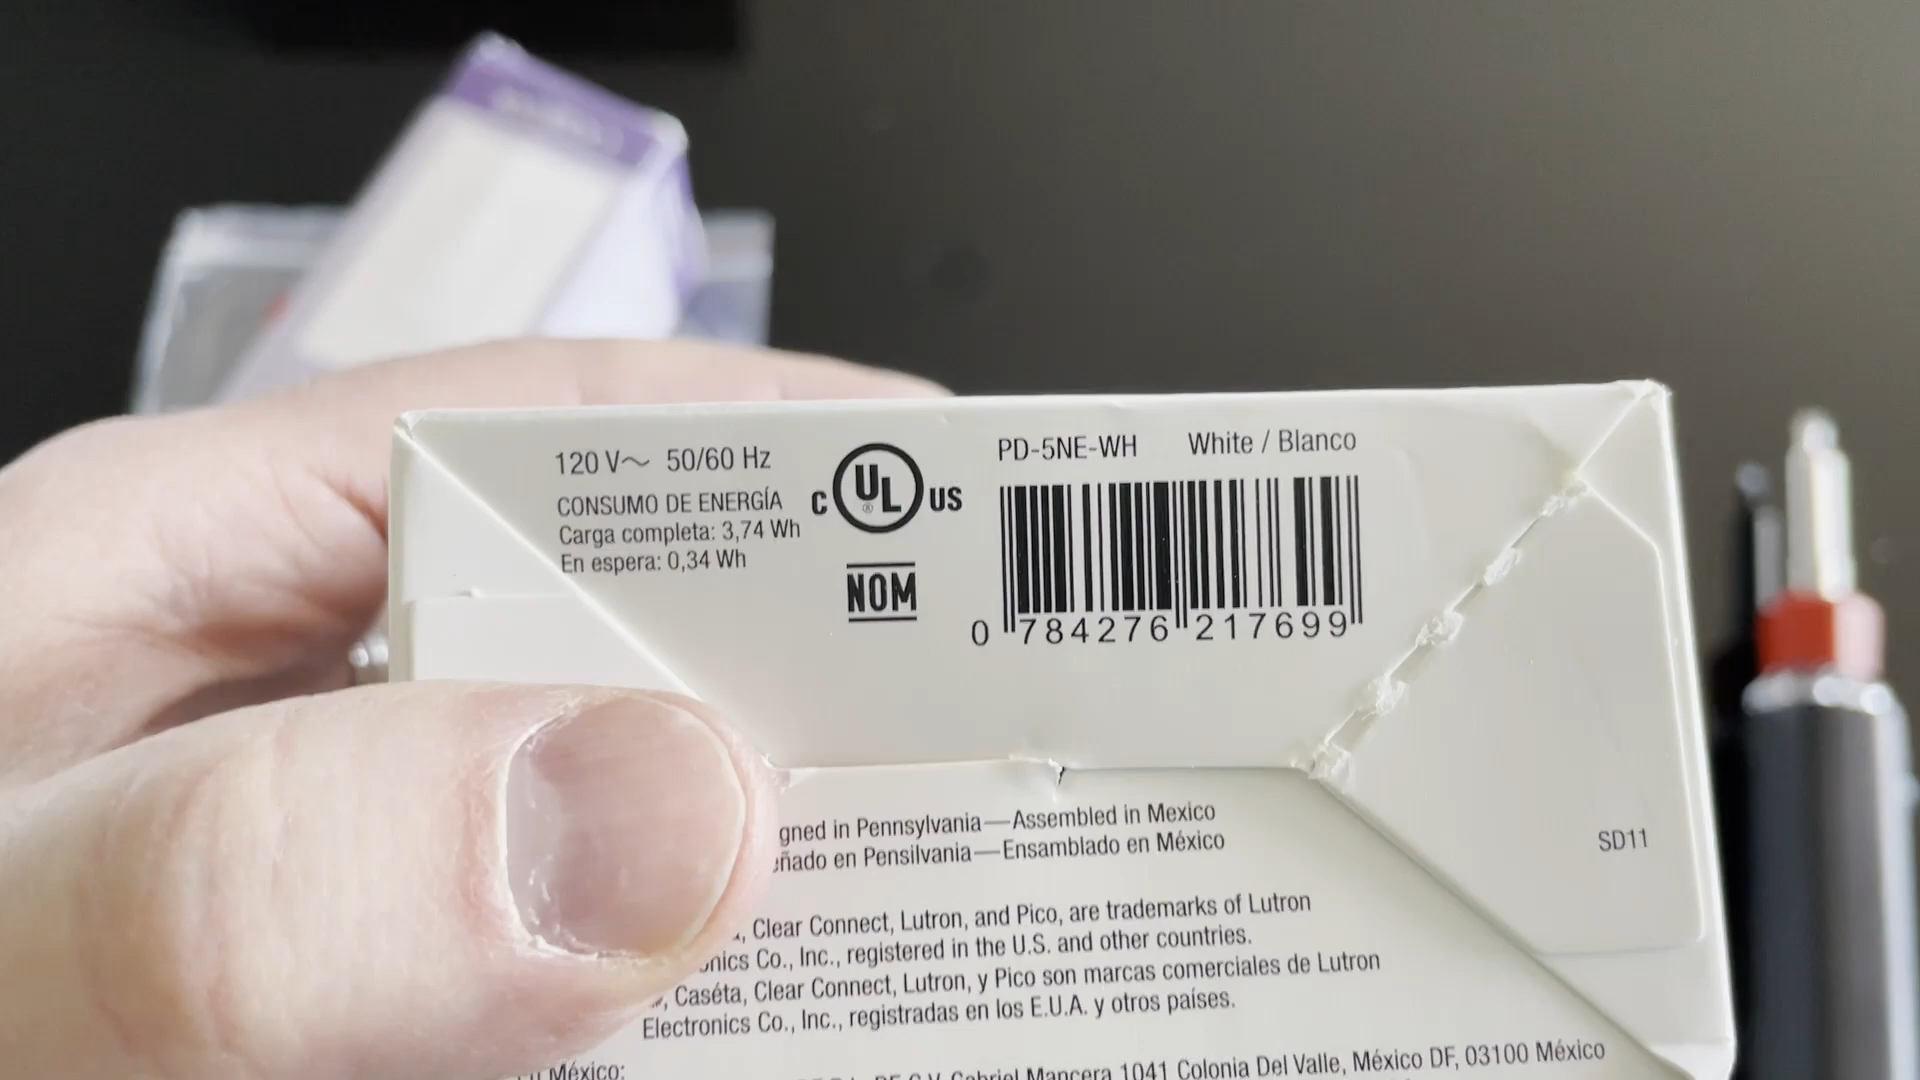 120 V~ 50/60 Hz
CONSUMO DE ENERGÍA
Carga completa: 3,74 Wh
En espera: 0,34 Wh
C UL ® US
NOM
PD-5NE-WH White / Blanco
0 784276 217699
gned in Pennsylvania—Assembled in Mexico
eñado en Pensilvania—Ensamblado en México
SD11
, Clear Connect, Lutron, and Pico, are trademarks of Lutron
onics Co., Inc., registered in the U.S. and other countries.
, Caséta, Clear Connect, Lutron, y Pico son marcas comerciales de Lutron
Electronics Co., Inc., registradas en los E.U.A. y otros países.
México:
Gabriel Mancera 1041 Colonia Del Valle, México DF, 03100 México